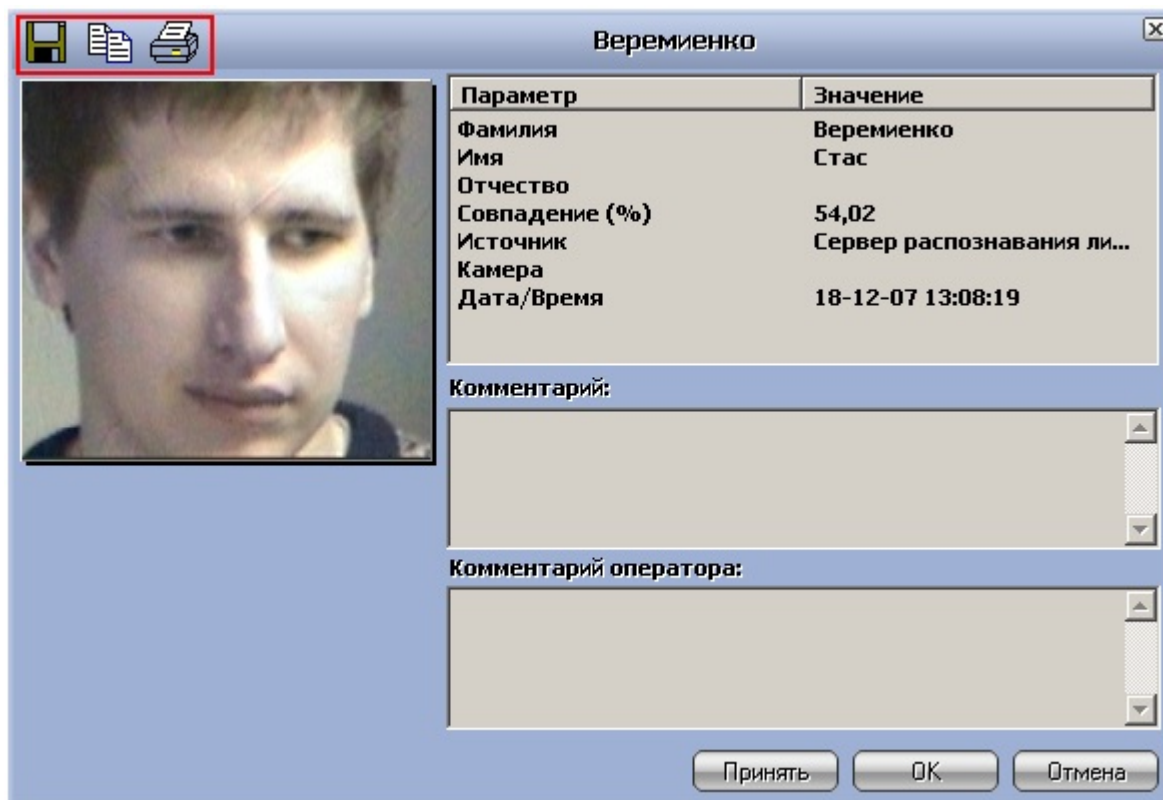 Веремиенко
Параметр Значение
Фамилия Веремиенко
Имя Стас
Отчество
Совпадение (%) 54,02
Источник Сервер распознавания ли...
Камера
Дата/Время 18-12-07 13:08:19
Комментарий:
Комментарий оператора:
Принять OK Отмена